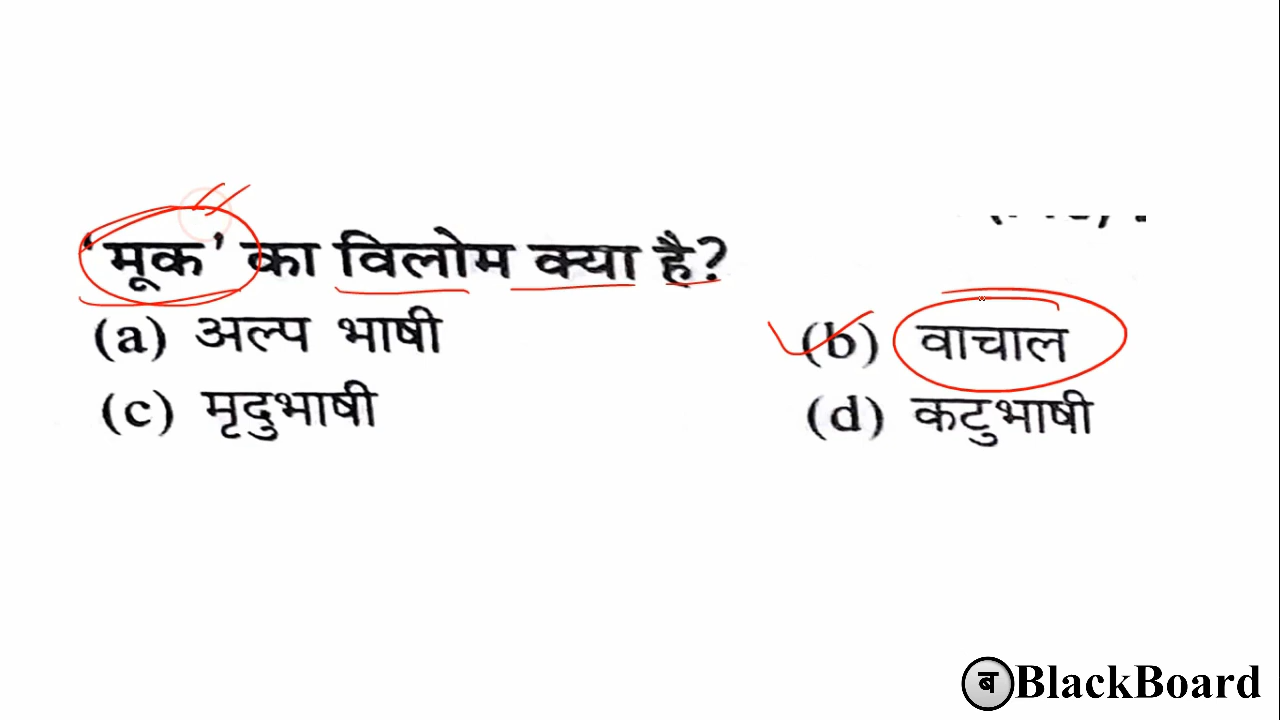 'मूक' का विलोम क्या है?
(a) अल्प भाषी (b) वाचाल
(c) मृदुभाषी (d) कटुभाषी
ब BlackBoard